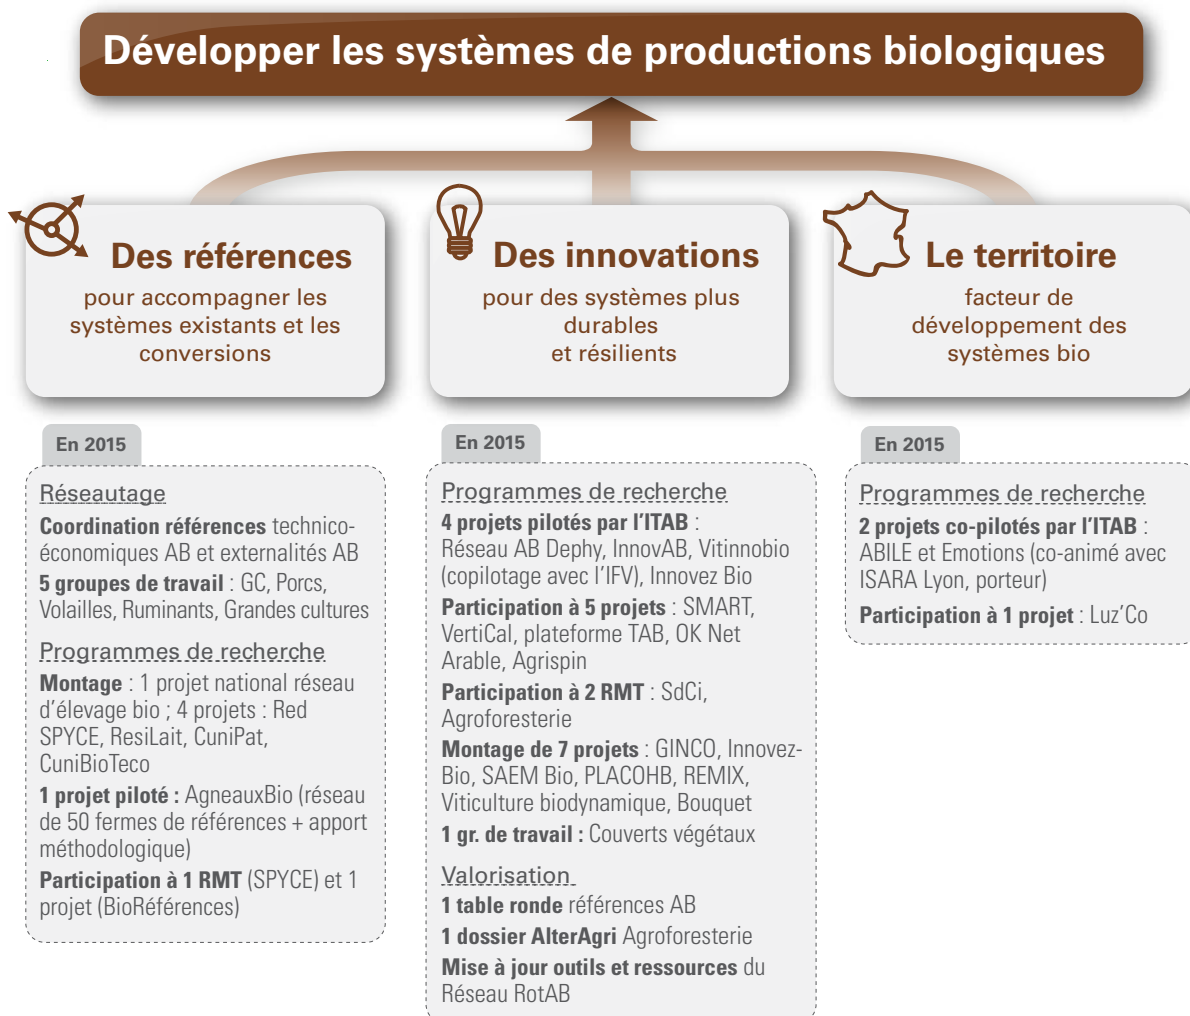 Développer les systèmes de productions biologiques
Des références
pour accompagner les
systèmes existants et les
conversions
En 2015
Réseautage
Coordination références technico-
économiques AB et externalités AB
5 groupes de travail : GC, Porcs,
Volailles, Ruminants, Grandes cultures
Programmes de recherche
Montage : 1 projet national réseau
d'élevage bio ; 4 projets : Red
SPYCE, ResiLait, CuniPat,
CuniBioTeco
1 projet piloté : AgneauxBio (réseau
de 50 fermes de références + apport
méthodologique)
Participation à 1 RMT (SPYCE) et 1
projet (BioRéférences)
Des innovations
pour des systèmes plus
durables
et résilients
En 2015
Programmes de recherche
4 projets pilotés par l'ITAB :
Réseau AB Dephy, InnovAB, Vitinnobio
(copilotage avec l'IFV), Innovez Bio
Participation à 5 projets : SMART,
VertiCal, plateforme TAB, OK Net
Arable, Agrispin
Participation à 2 RMT : SdCi,
Agroforesterie
Montage de 7 projets : GINCO, Innovez-
Bio, SAEM Bio, PLACOHB, REMIX,
Viticulture biodynamique, Bouquet
1 gr. de travail : Couverts végétaux
Valorisation
1 table ronde références AB
1 dossier AlterAgri Agroforesterie
Mise à jour outils et ressources du
Réseau RotAB
Le territoire
facteur de
développement des
systèmes bio
En 2015
Programmes de recherche
2 projets co-pilotés par l'ITAB :
ABILE et Emotions (co-animé avec
ISARA Lyon, porteur)
Participation à 1 projet : Luz'Co